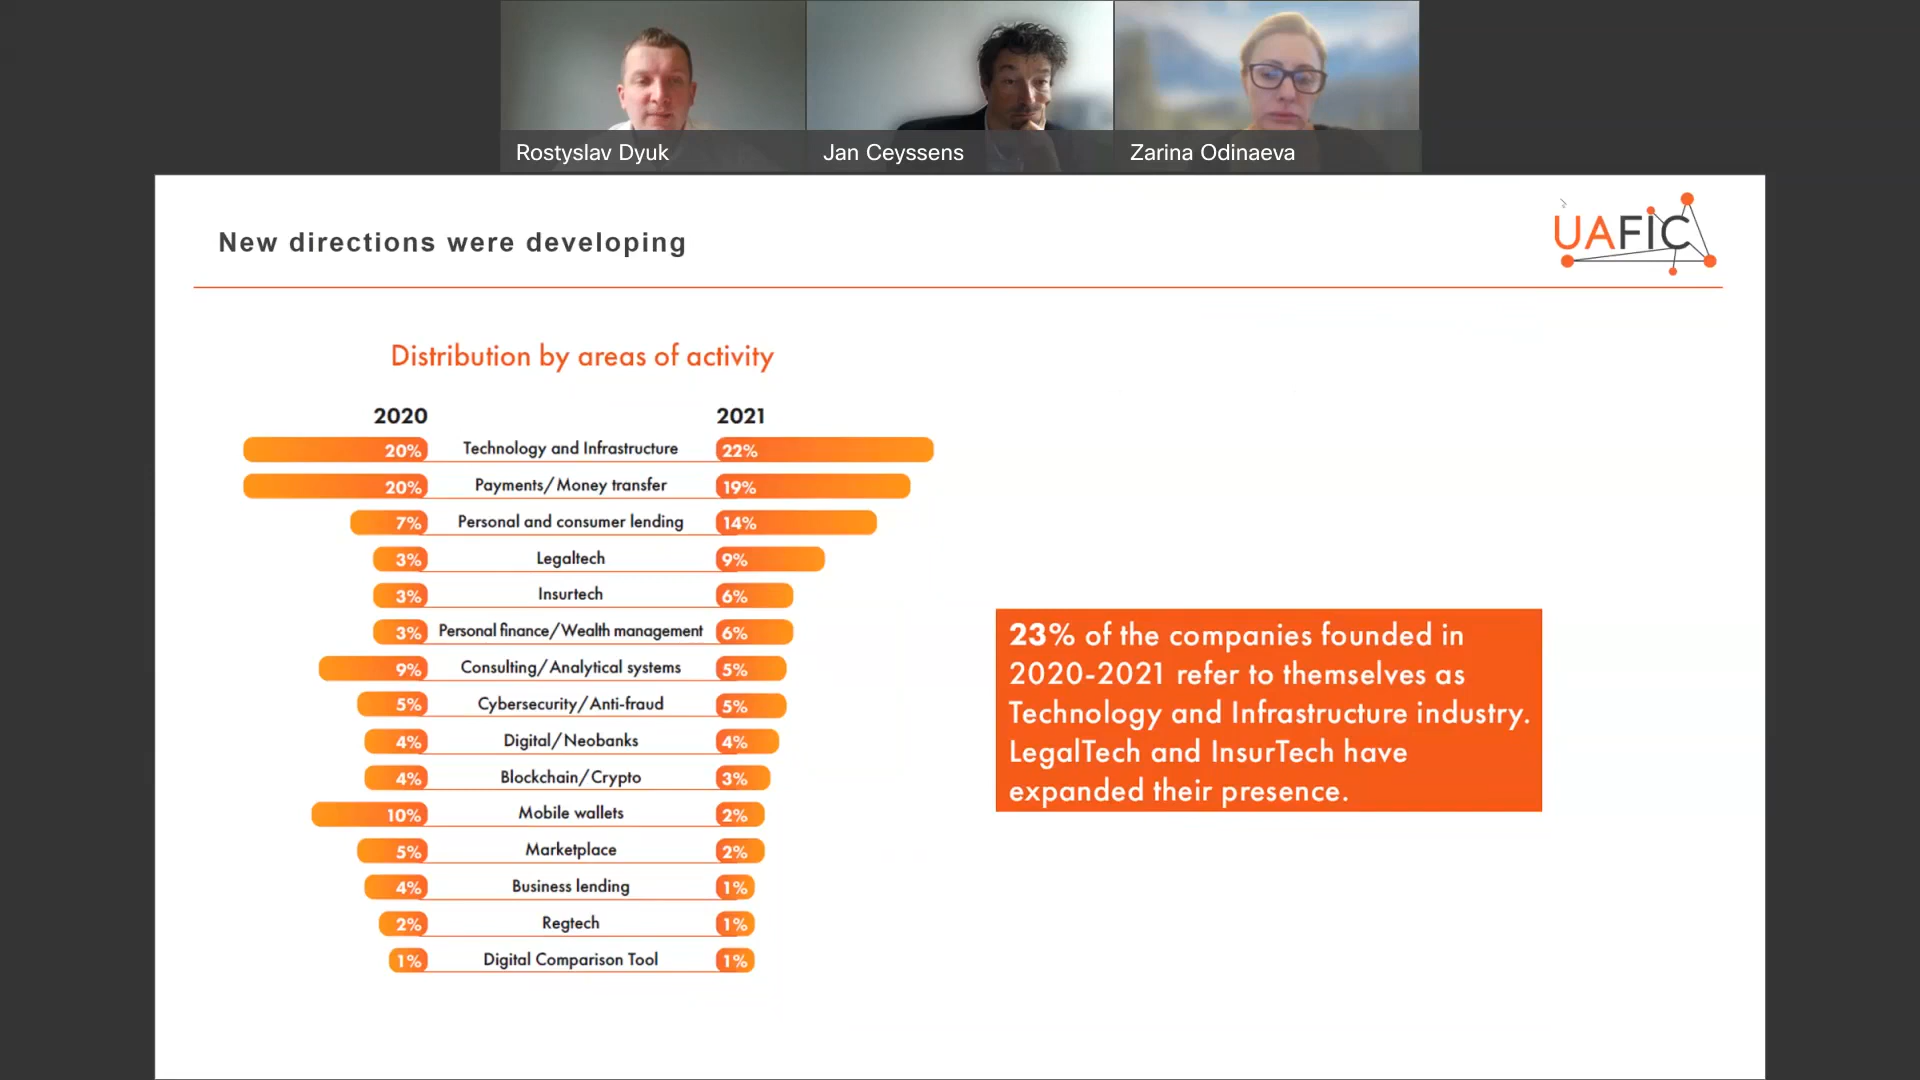 Rostyslav Dyuk
Jan Ceyssens
Zarina Odinaeva
New directions were developing
UAFIC
Distribution by areas of activity
2020 2021
20% Technology and Infrastructure 22%
20% Payments/Money transfer 19%
7% Personal and consumer lending 14%
3% Legaltech 9%
3% Insurtech 6%
3% Personal finance/Wealth management 6%
9% Consulting/Analytical systems 5%
5% Cybersecurity/Anti-fraud 5%
4% Digital/Neobanks 4%
4% Blockchain/Crypto 3%
10% Mobile wallets 2%
5% Marketplace 2%
4% Business lending 1%
2% Regtech 1%
1% Digital Comparison Tool 1%
23% of the companies founded in
2020-2021 refer to themselves as
Technology and Infrastructure industry.
LegalTech and InsurTech have
expanded their presence.